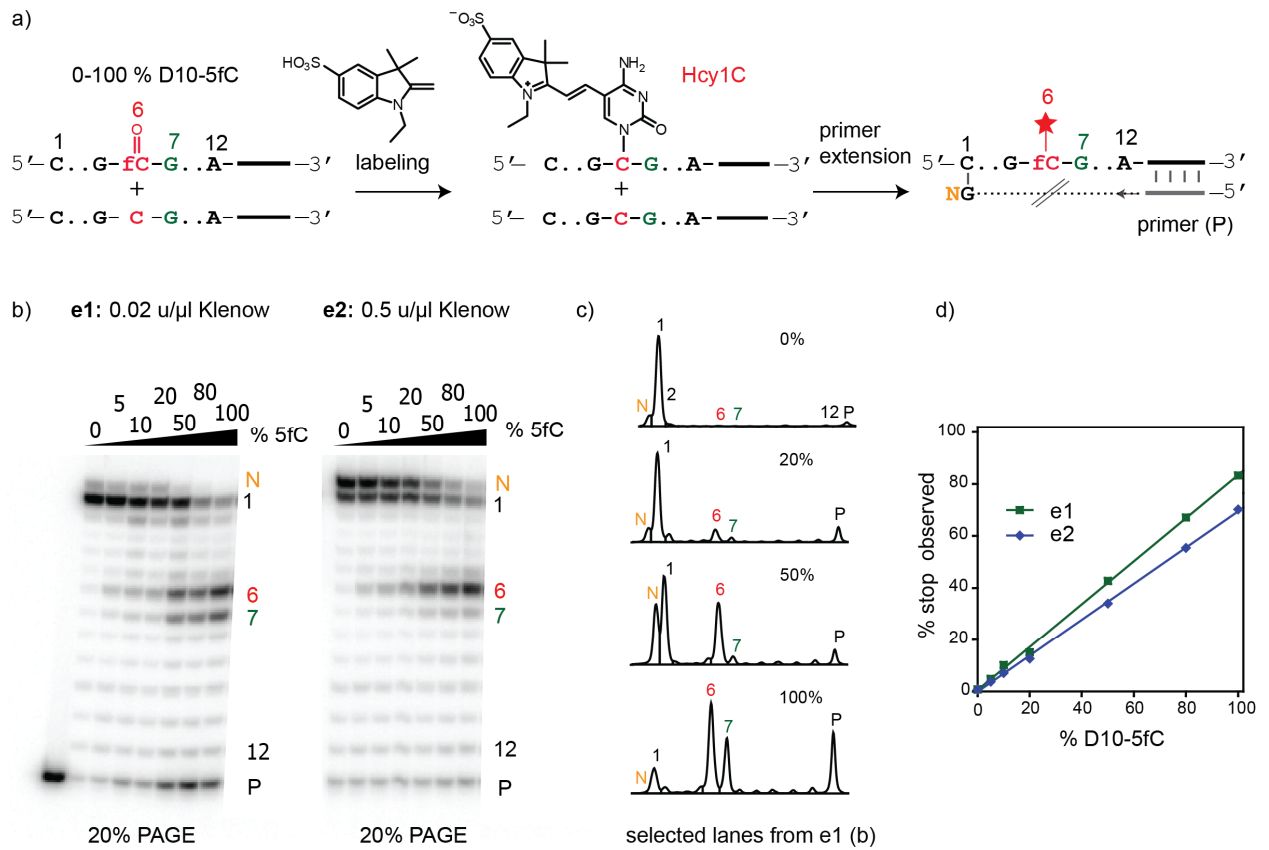 a)
0-100 % D10-5fC
6
O
1 7 12
5′ C..G-fC-G..A 3′
+
5′ C..G-C-G..A 3′
HO₃S
N
labeling
⁻O₃S
N⁺
NH₂
N
N
O
Hcy1C
5′ C..G-C-G..A 3′
+
5′ C..G-C-G..A 3′
primer
extension
6
1 7 12
5′ C..G-fC-G..A 3′
NG 5′
primer (P)
b)
e1: 0.02 u/µl Klenow
5 20 80
0 10 50 100
% 5fC
N
1
6
7
12
P
20% PAGE
e2: 0.5 u/µl Klenow
5 20 80
0 10 50 100
% 5fC
N
1
6
7
12
P
20% PAGE
c)
1
0%
N 2 6 7 12 P
1
20%
N 6 7 P
1
50%
N 6 7 P
6
100%
N 1 7 P
selected lanes from e1 (b)
d)
% stop observed
100
80
60
40
20
0
e1
e2
0 20 40 60 80 100
% D10-5fC